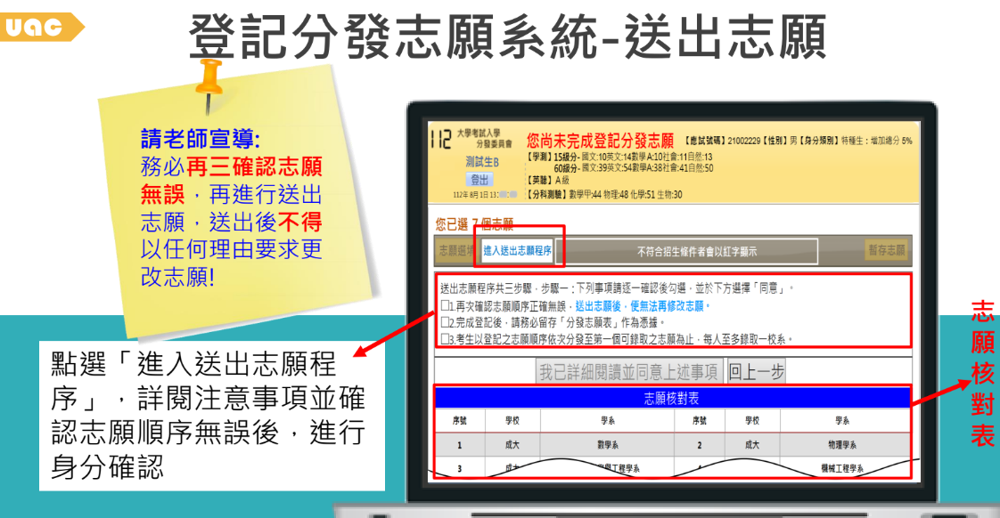 uac
登記分發志願系統-送出志願
請老師宣導:
務必再三確認志願
無誤，再進行送出
志願，送出後不得
以任何理由要求更
改志願!
點選「進入送出志願程
序」，詳閱注意事項並確
認志願順序無誤後，進行
身分確認
112 大學考試入學
分發委員會
測試生B
登出
112年 8月1日 13:
您尚未完成登記分發志願 【應試號碼】21002229【性別】男【身分類別】特種生：增加總分 5%
【學測】15級分- 國文:10英文:14數學A:10社會:11自然:13
60級分- 國文:39英文:54數學A:38社會:41自然:50
【英聽】A 級
【分科測驗】數學甲:44 物理:48 化學:51 生物:30
您已選 7 個志願
志願選填 進入送出志願程序 不符合招生條件者會以紅字顯示 暫存志願
送出志願程序共三步驟，步驟一：下列事項請逐一確認後勾選，並於下方選擇「同意」。
□1.再次確認志願順序正確無誤，送出志願後，便無法再修改志願。
□2.完成登記後，請務必留存「分發志願表」作為憑據。
□3.考生以登記之志願順序依次分發至第一個可錄取之志願為止，每人至多錄取一校系。
我已詳細閱讀並同意上述事項 回上一步
志願核對表
序號 學校 學系 序號 學校 學系
1 成大 數學系 2 成大 物理學系
3 成大 工程學系 機械工程學系
志願核對表